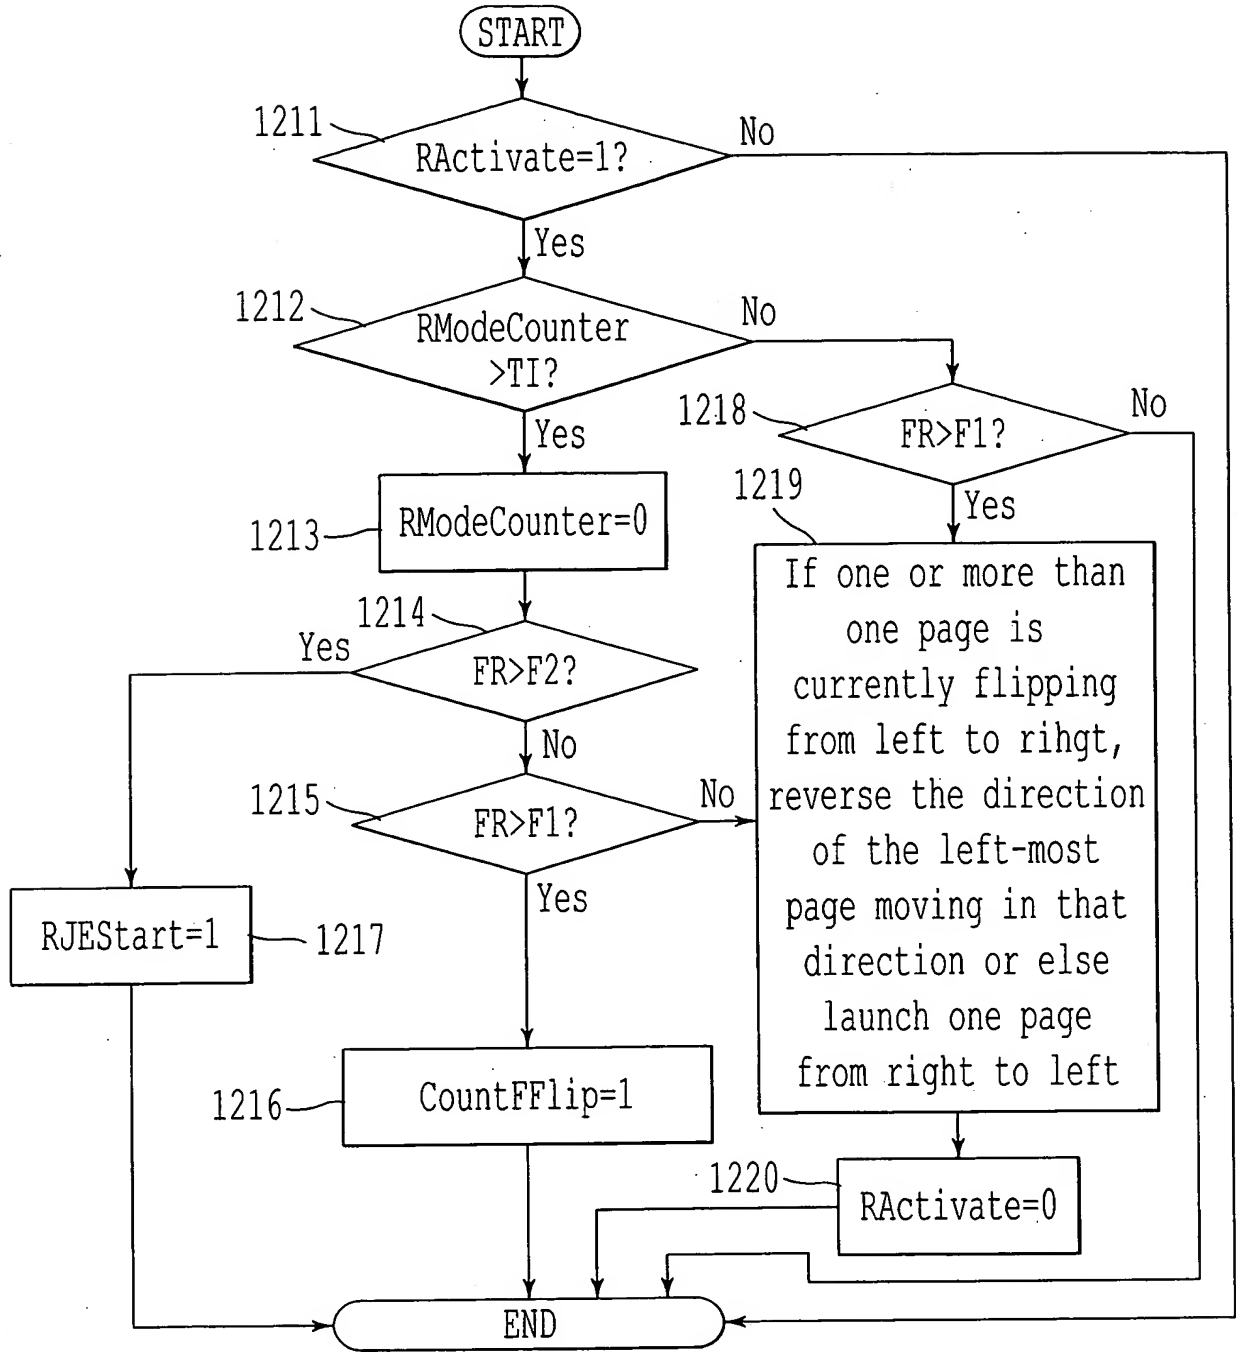 START
1211
RActivate=1?
No
Yes
1212
RModeCounter
>TI?
No
Yes
1218
FR>F1?
No
Yes
1213
RModeCounter=0
1219
If one or more than
one page is
currently flipping
from left to rihgt,
reverse the direction
of the left-most
page moving in that
direction or else
launch one page
from right to left
1214
Yes
FR>F2?
No
1215
FR>F1?
No
Yes
RJEStart=1
1217
1216
CountFFlip=1
1220
RActivate=0
END